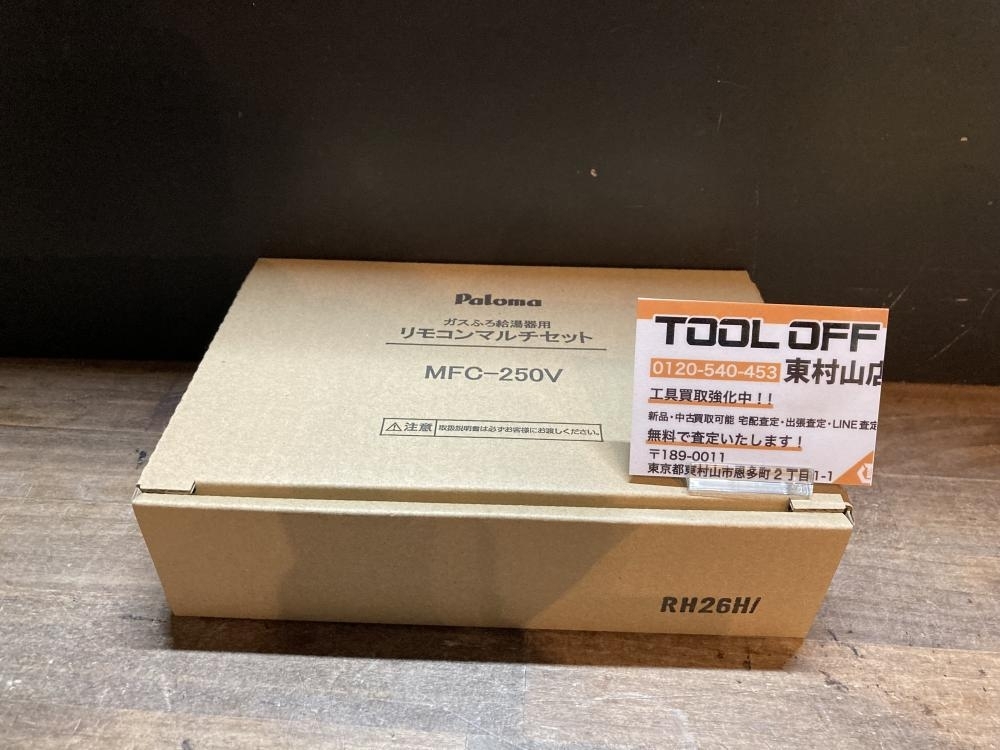 Paloma
ガスふろ給湯器用
リモコンマルチセット
MFC-250V
⚠注意 取扱説明書は必ずお客様にお渡しください。
RH26H/
TOOL OFF
0120-540-453 東村山店
工具買取強化中!!
新品・中古買取可能 宅配査定・出張査定・LINE査定
無料で査定いたします!
〒189-0011
東京都東村山市恩多町2丁目 1-1